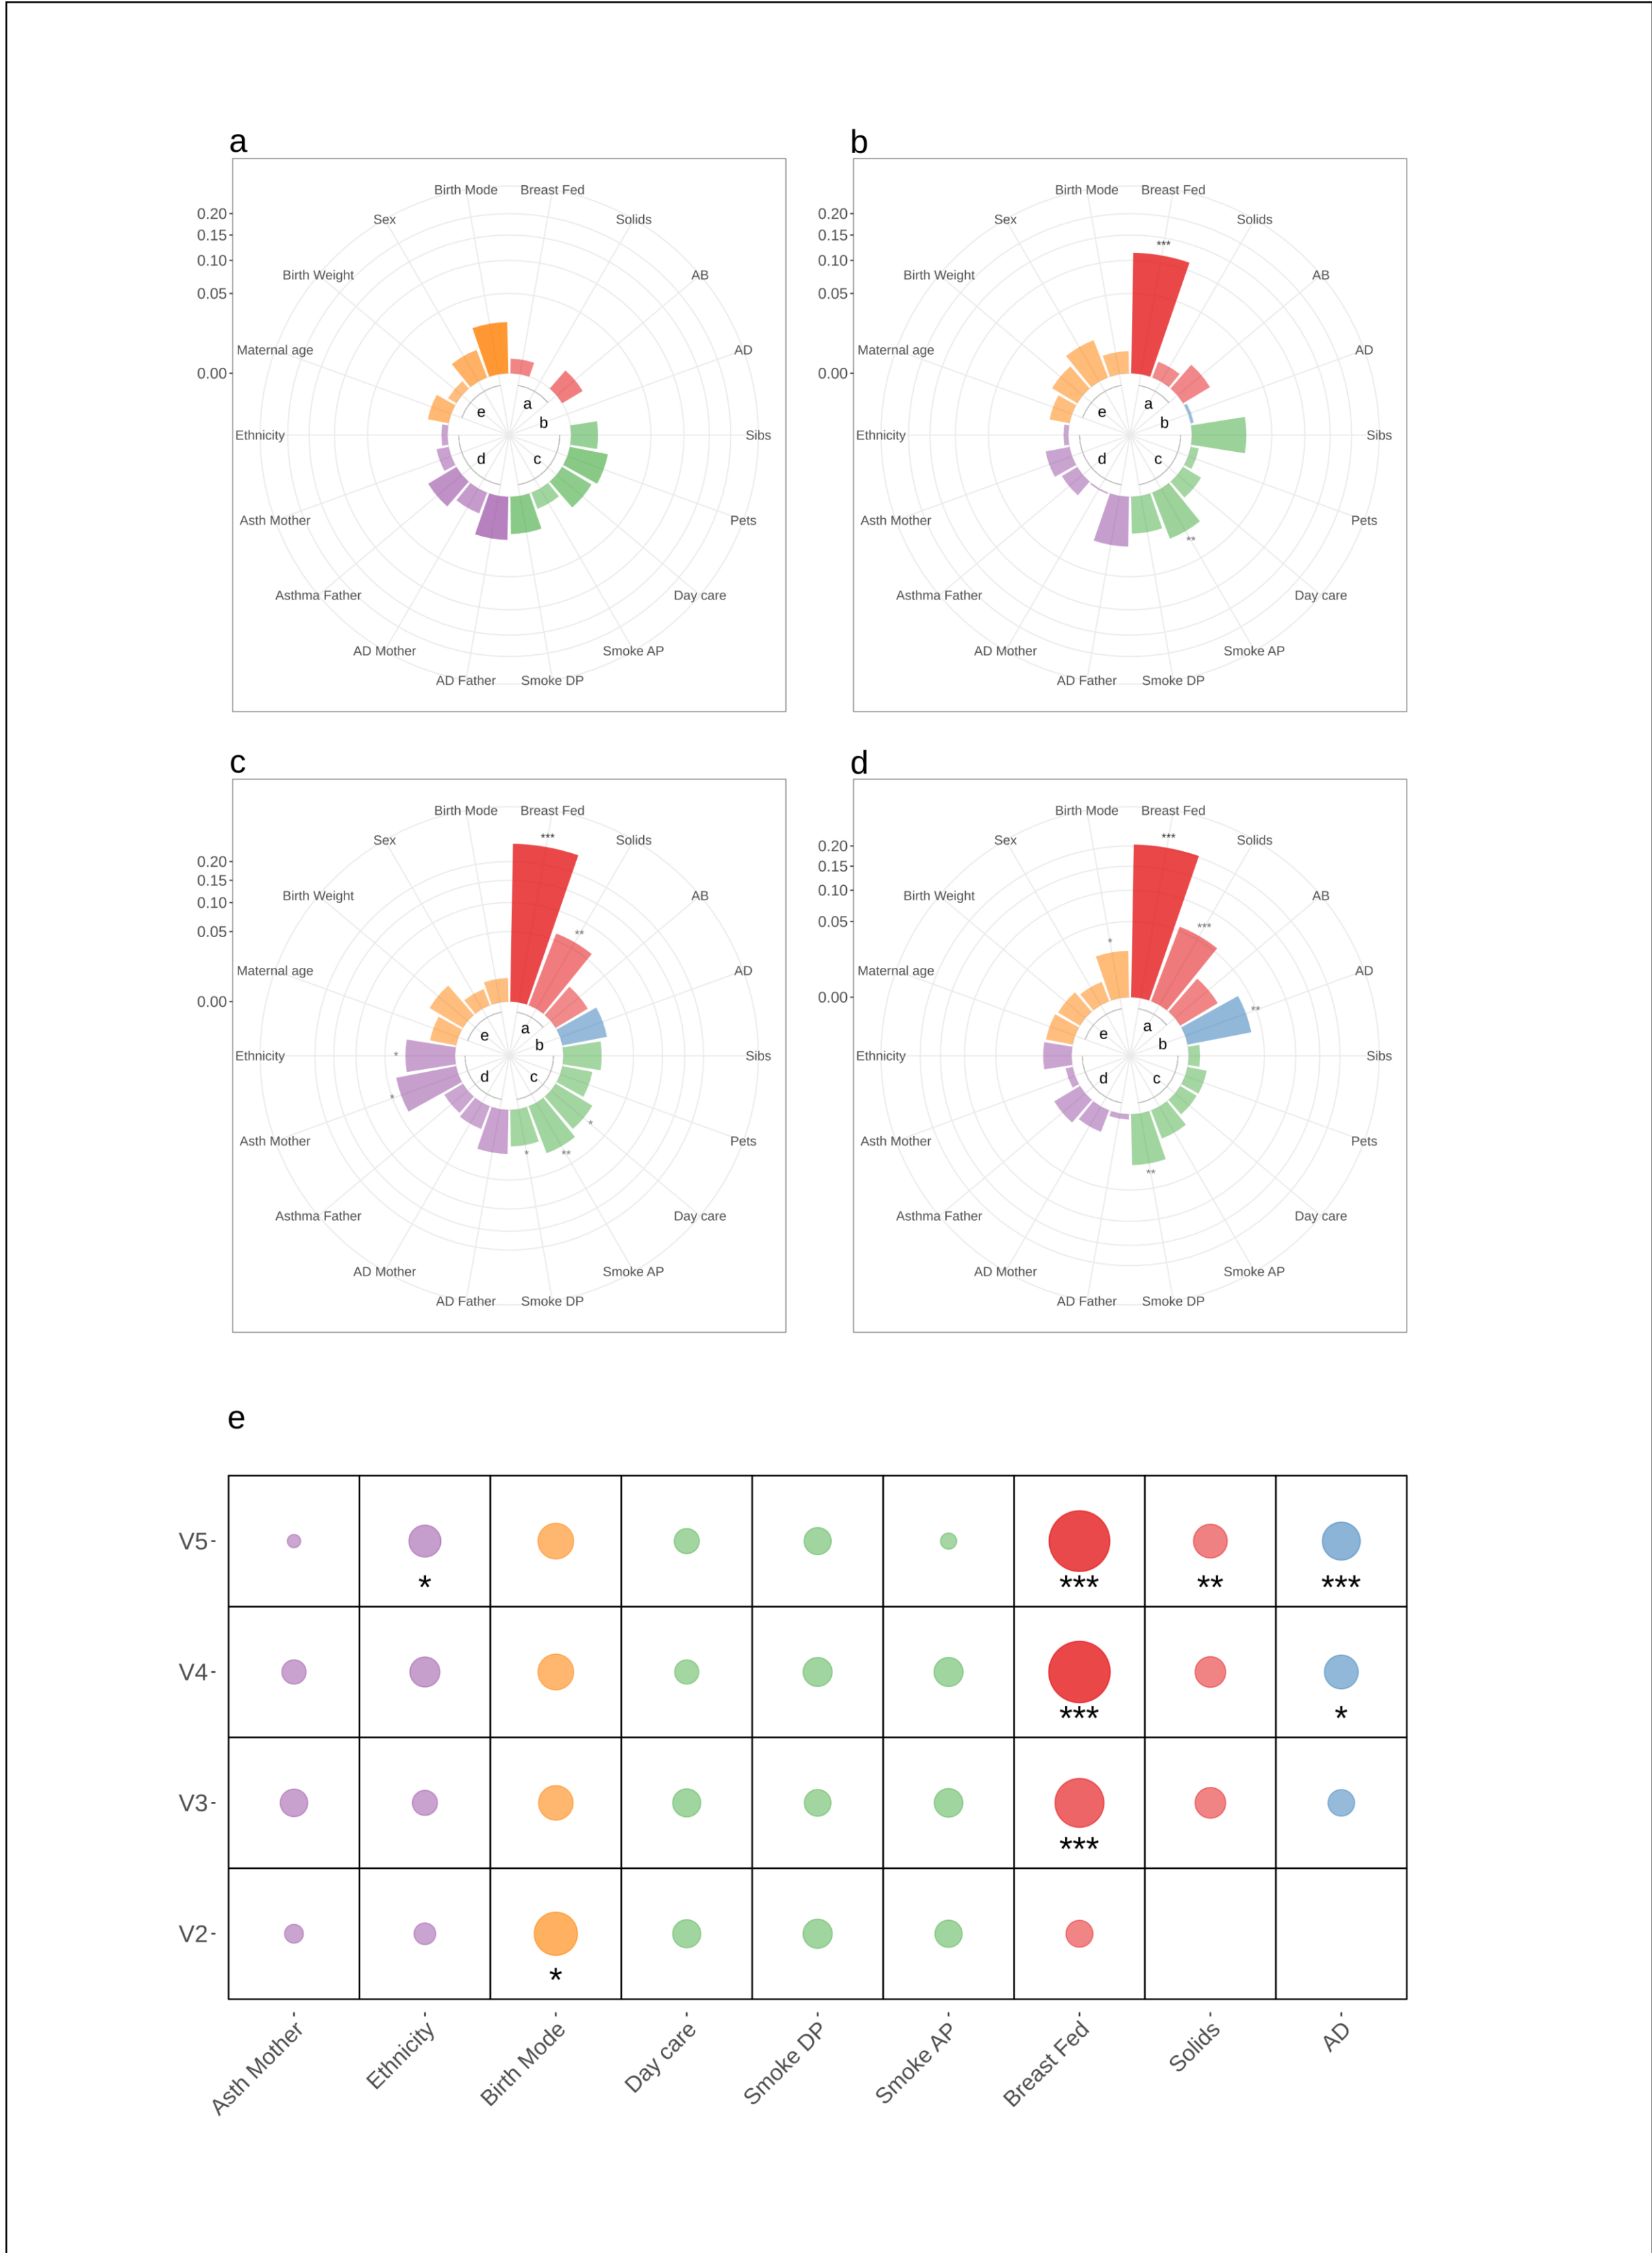 a
b
Birth Mode Breast Fed
Sex Solids
0.20
0.15
0.10
0.05
0.00
Birth Weight AB
Maternal age AD
Ethnicity Sibs
Asth Mother Pets
Asthma Father Day care
AD Mother Smoke AP
AD Father Smoke DP
a
b
c
d
e
Birth Mode Breast Fed
***
Sex Solids
0.20
0.15
0.10
0.05
0.00
Birth Weight AB
Maternal age AD
Ethnicity Sibs
Asth Mother Pets
Asthma Father Day care
**
AD Mother Smoke AP
AD Father Smoke DP
a
b
c
d
e
c
d
Birth Mode Breast Fed
***
Sex Solids
0.20
0.15
0.10
0.05
0.00
Birth Weight AB
**
Maternal age AD
Ethnicity * Sibs
*
Asth Mother Pets
* ** *
Asthma Father Day care
AD Mother Smoke AP
AD Father Smoke DP
a
b
c
d
e
Birth Mode Breast Fed
***
Sex Solids
0.20
0.15
0.10
0.05
0.00
Birth Weight AB
* ***
Maternal age AD
**
Ethnicity Sibs
Asth Mother Pets
**
Asthma Father Day care
AD Mother Smoke AP
AD Father Smoke DP
a
b
c
d
e
e
V5
* *** ** ***
V4
*** *
V3
***
V2
*
Asth Mother
Ethnicity
Birth Mode
Day care
Smoke DP
Smoke AP
Breast Fed
Solids
AD